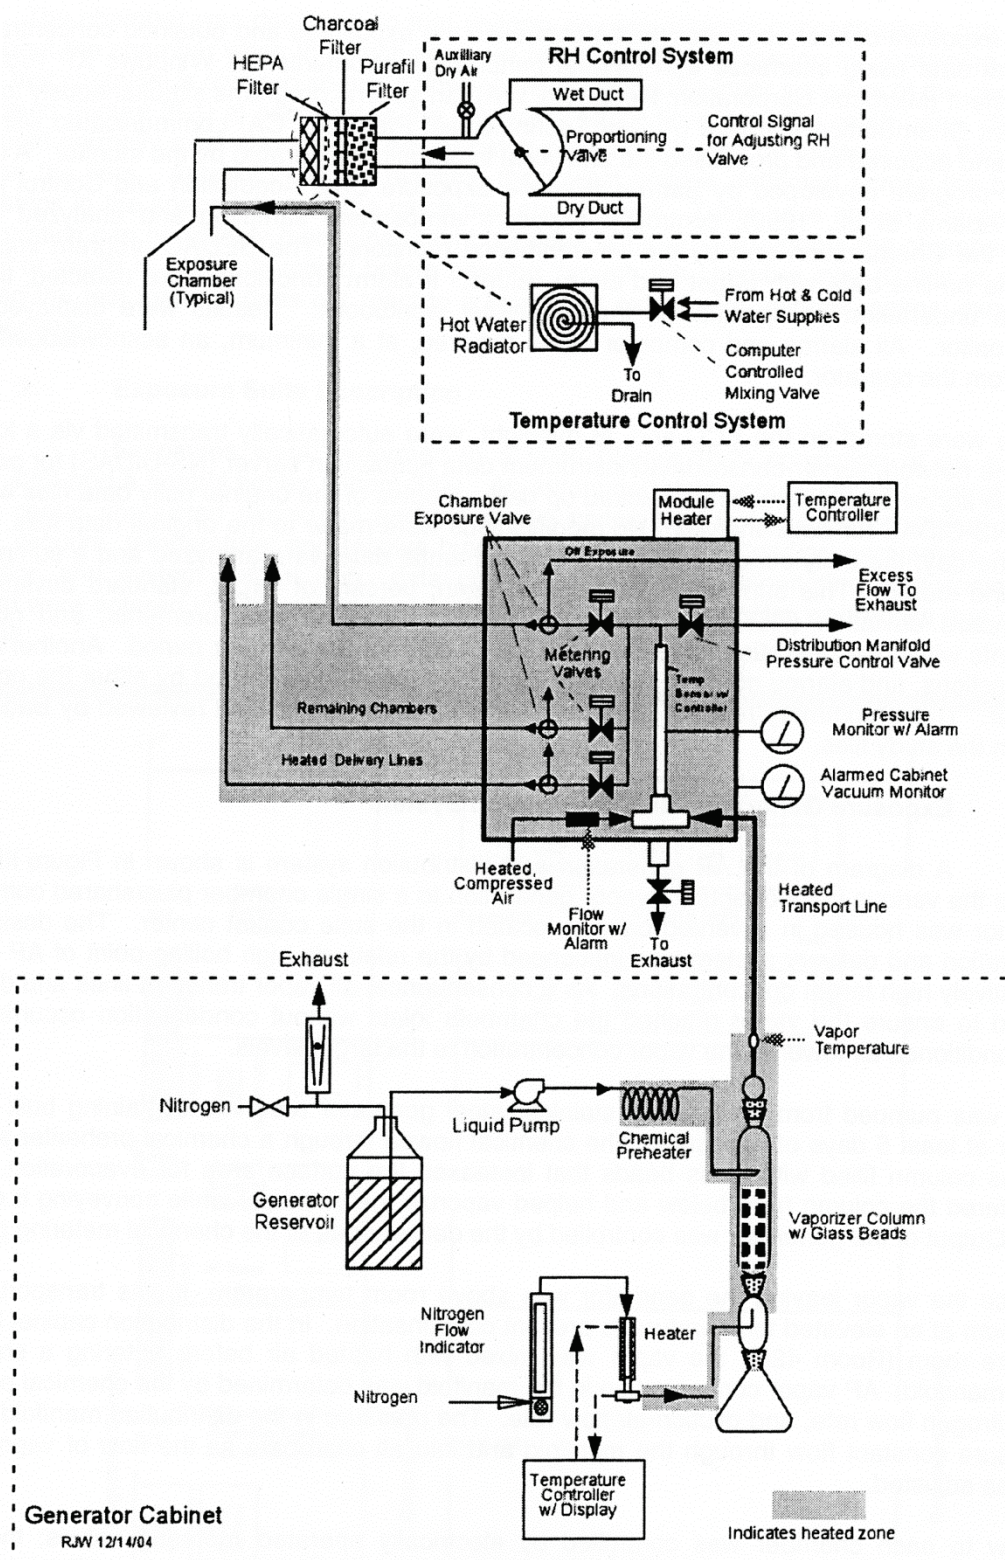 Charcoal
Filter
HEPA
Filter
Purafil
Filter
Auxilliary
Dry Air
RH Control System
Wet Duct
Proportioning
Valve
Control Signal
for Adjusting RH
Valve
Dry Duct
Exposure
Chamber
(Typical)
Hot Water
Radiator
From Hot & Cold
Water Supplies
To
Drain
Computer
Controlled
Mixing Valve
Temperature Control System
Chamber
Exposure Valve
Module
Heater
Temperature
Controller
Off Exposure
Excess
Flow To
Exhaust
Metering
Valves
Distribution Manifold
Pressure Control Valve
Temp
Sensor w/
Controller
Remaining Chambers
Pressure
Monitor w/ Alarm
Heated Delivery Lines
Alarmed Cabinet
Vacuum Monitor
Heated,
Compressed
Air
Flow
Monitor w/
Alarm
To
Exhaust
Heated
Transport Line
Exhaust
Vapor
Temperature
Nitrogen
Liquid Pump
Chemical
Preheater
Generator
Reservoir
Vaporizer Column
w/ Glass Beads
Nitrogen
Flow
Indicator
Heater
Nitrogen
Temperature
Controller
w/ Display
Generator Cabinet
RJW 12/14/04
Indicates heated zone